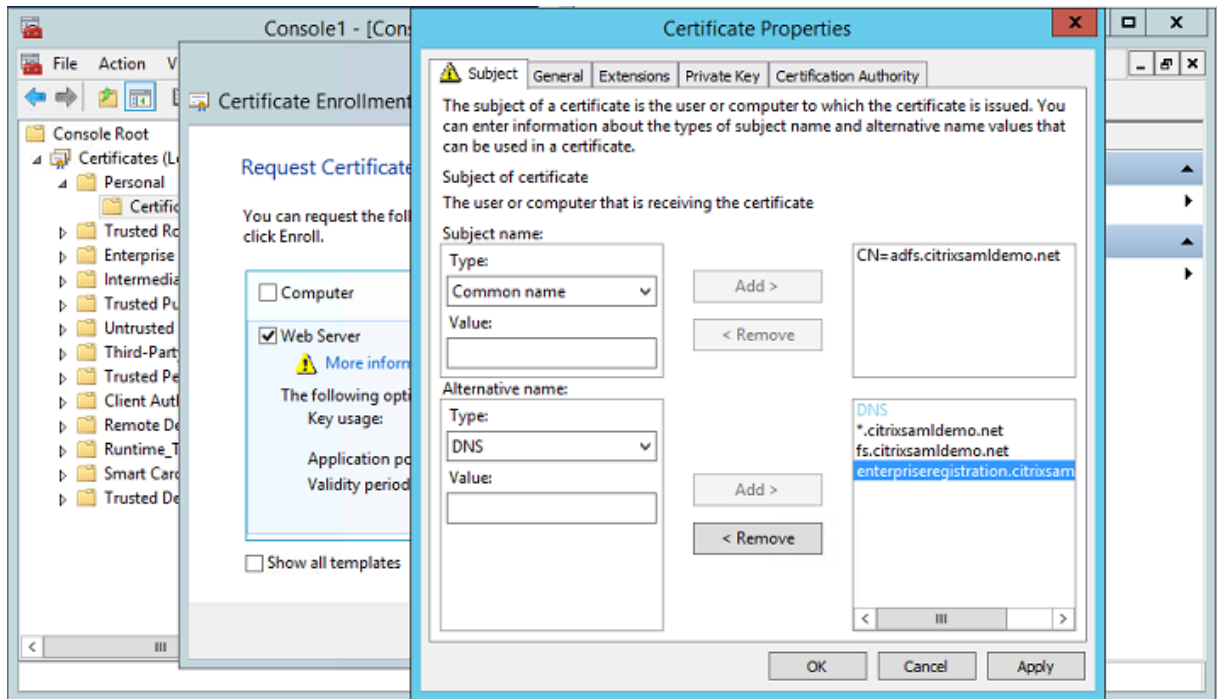 Console1 - [Con
File Action V
Console Root
Certificates (L
Personal
Certific
Trusted Ro
Enterprise
Intermedia
Trusted Pu
Untrusted
Third-Part
Trusted Pe
Client Aut
Remote De
Runtime_T
Smart Card
Trusted De
Certificate Enrollment
Request Certificate
You can request the foll
click Enroll.
Computer
Web Server
More inforn
The following opti
Key usage:
Application po
Validity period
Show all templates
Certificate Properties
x
x
Subject General Extensions Private Key Certification Authority
The subject of a certificate is the user or computer to which the certificate is issued. You
can enter information about the types of subject name and alternative name values that
can be used in a certificate.
Subject of certificate
The user or computer that is receiving the certificate
Subject name:
Type:
Common name
Value:
Add >
< Remove
CN=adfs.citrixsamldemo.net
Alternative name:
Type:
DNS
Value:
Add >
< Remove
DNS
*.citrixsamldemo.net
fs.citrixsamldemo.net
enterpriseregistration.citrixsam
OK Cancel Apply